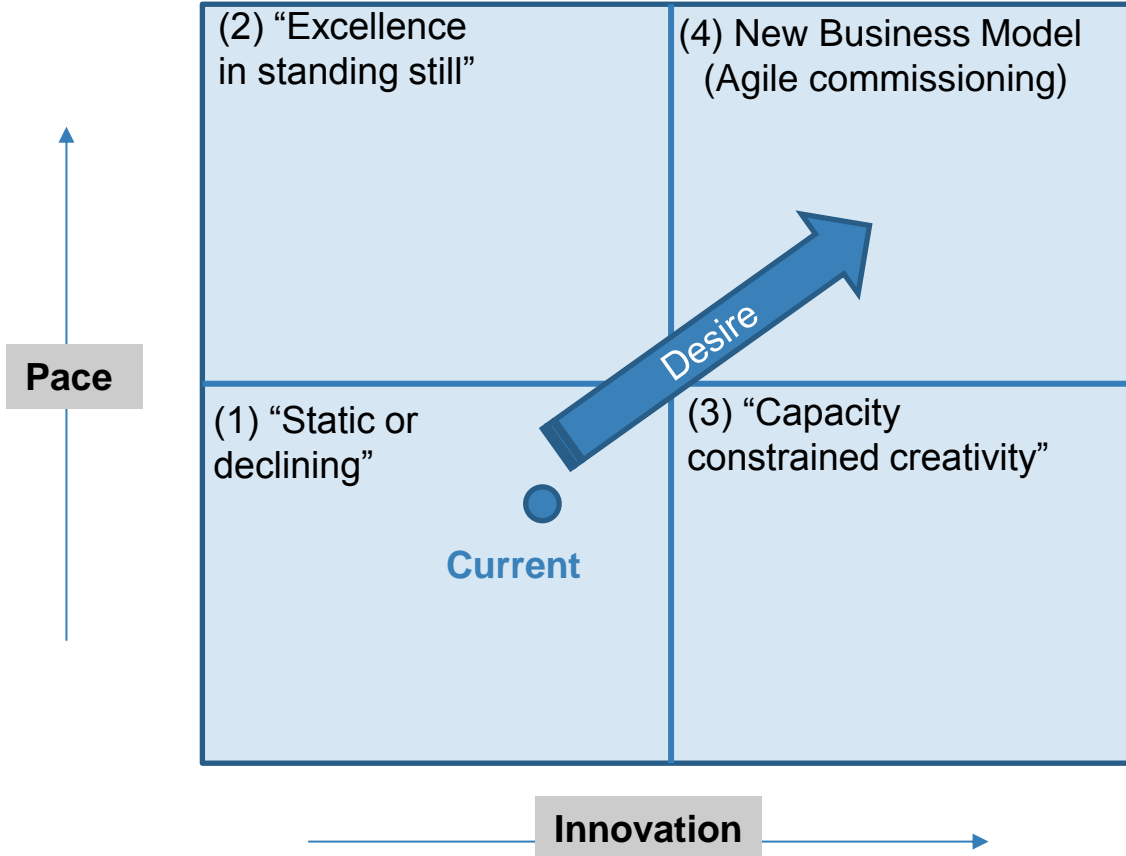 (2) “Excellence
in standing still”
(4) New Business Model
(Agile commissioning)
Desire
Pace
(1) “Static or
declining”
(3) “Capacity
constrained creativity”
Current
Innovation